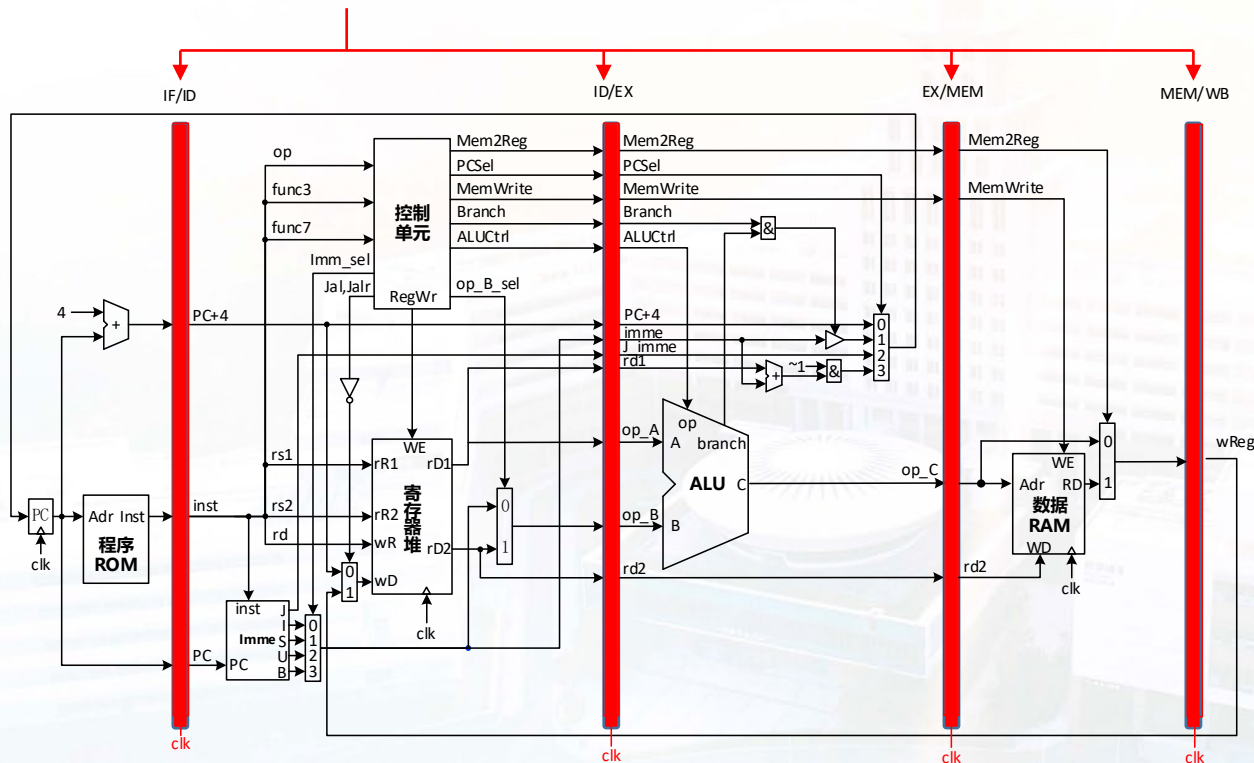 IF/ID
ID/EX
EX/MEM
MEM/WB
op
func3
func7
控制
单元
RegWr
Imm_sel
Jal,Jalr
Mem2Reg
PCSel
MemWrite
Branch
ALUCtrl
op_B_sel
Mem2Reg
PCSel
MemWrite
Branch
ALUCtrl
&
Mem2Reg
MemWrite
4
+
PC+4
PC+4
imme
J_imme
rd1
+
~1
&
0
1
2
3
PC
clk
Adr Inst
程序
ROM
inst
rs1
rs2
rd
WE
rR1
rD1
rR2
wR
rD2
wD
寄存器堆
clk
0
1
0
1
op_A
op_B
rd2
op
A
branch
ALU
C
B
op_C
rd2
WE
Adr
RD
数据
RAM
WD
clk
0
1
wReg
PC
inst
J
I
Imme
S
U
PC
B
0
1
2
3
clk
clk
clk
clk